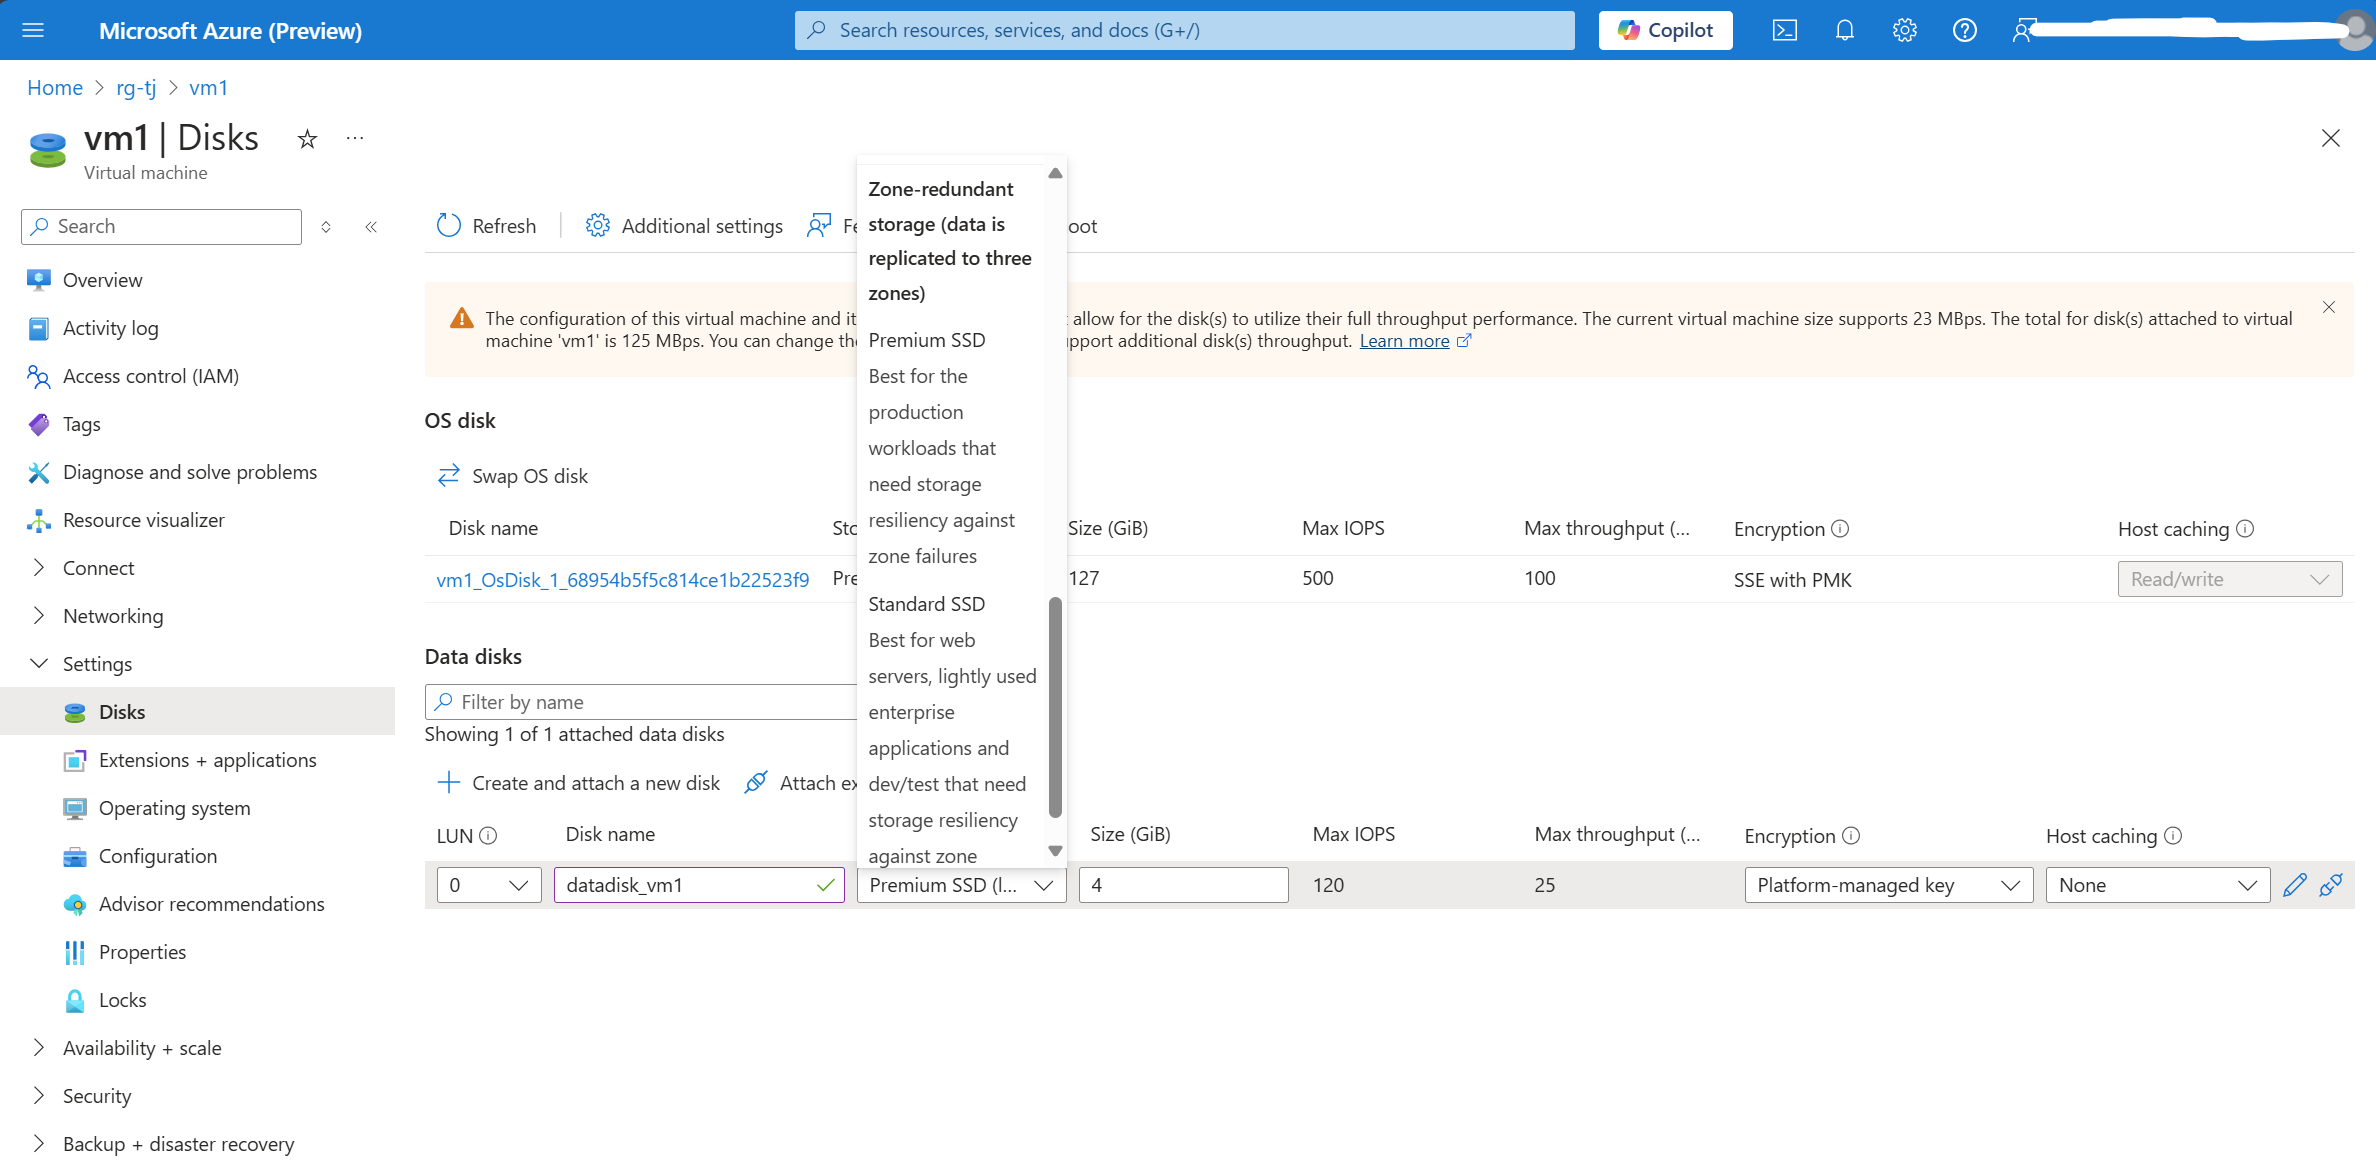 Microsoft Azure (Preview)
Search resources, services, and docs (G+/)
Copilot
Home > rg-tj > vm1
vm1 | Disks
Virtual machine
Search
Overview
Activity log
Access control (IAM)
Tags
Diagnose and solve problems
Resource visualizer
Connect
Networking
Settings
Disks
Extensions + applications
Operating system
Configuration
Advisor recommendations
Properties
Locks
Availability + scale
Security
Backup + disaster recovery
Refresh
Additional settings
Fe
oot
The configuration of this virtual machine and it allow for the disk(s) to utilize their full throughput performance. The current virtual machine size supports 23 MBps. The total for disk(s) attached to virtual
machine 'vm1' is 125 MBps. You can change the pport additional disk(s) throughput. Learn more
OS disk
Swap OS disk
Disk name Sto Size (GiB) Max IOPS Max throughput (... Encryption Host caching
vm1_OsDisk_1_68954b5f5c814ce1b22523f9 Pre 127 500 100 SSE with PMK Read/write
Data disks
Filter by name
Showing 1 of 1 attached data disks
Create and attach a new disk
Attach ex
Zone-redundant
storage (data is
replicated to three
zones)
Premium SSD
Best for the
production
workloads that
need storage
resiliency against
zone failures
Standard SSD
Best for web
servers, lightly used
enterprise
applications and
dev/test that need
storage resiliency
against zone
LUN Disk name Size (GiB) Max IOPS Max throughput (... Encryption Host caching
0 datadisk_vm1 Premium SSD (l... 4 120 25 Platform-managed key None